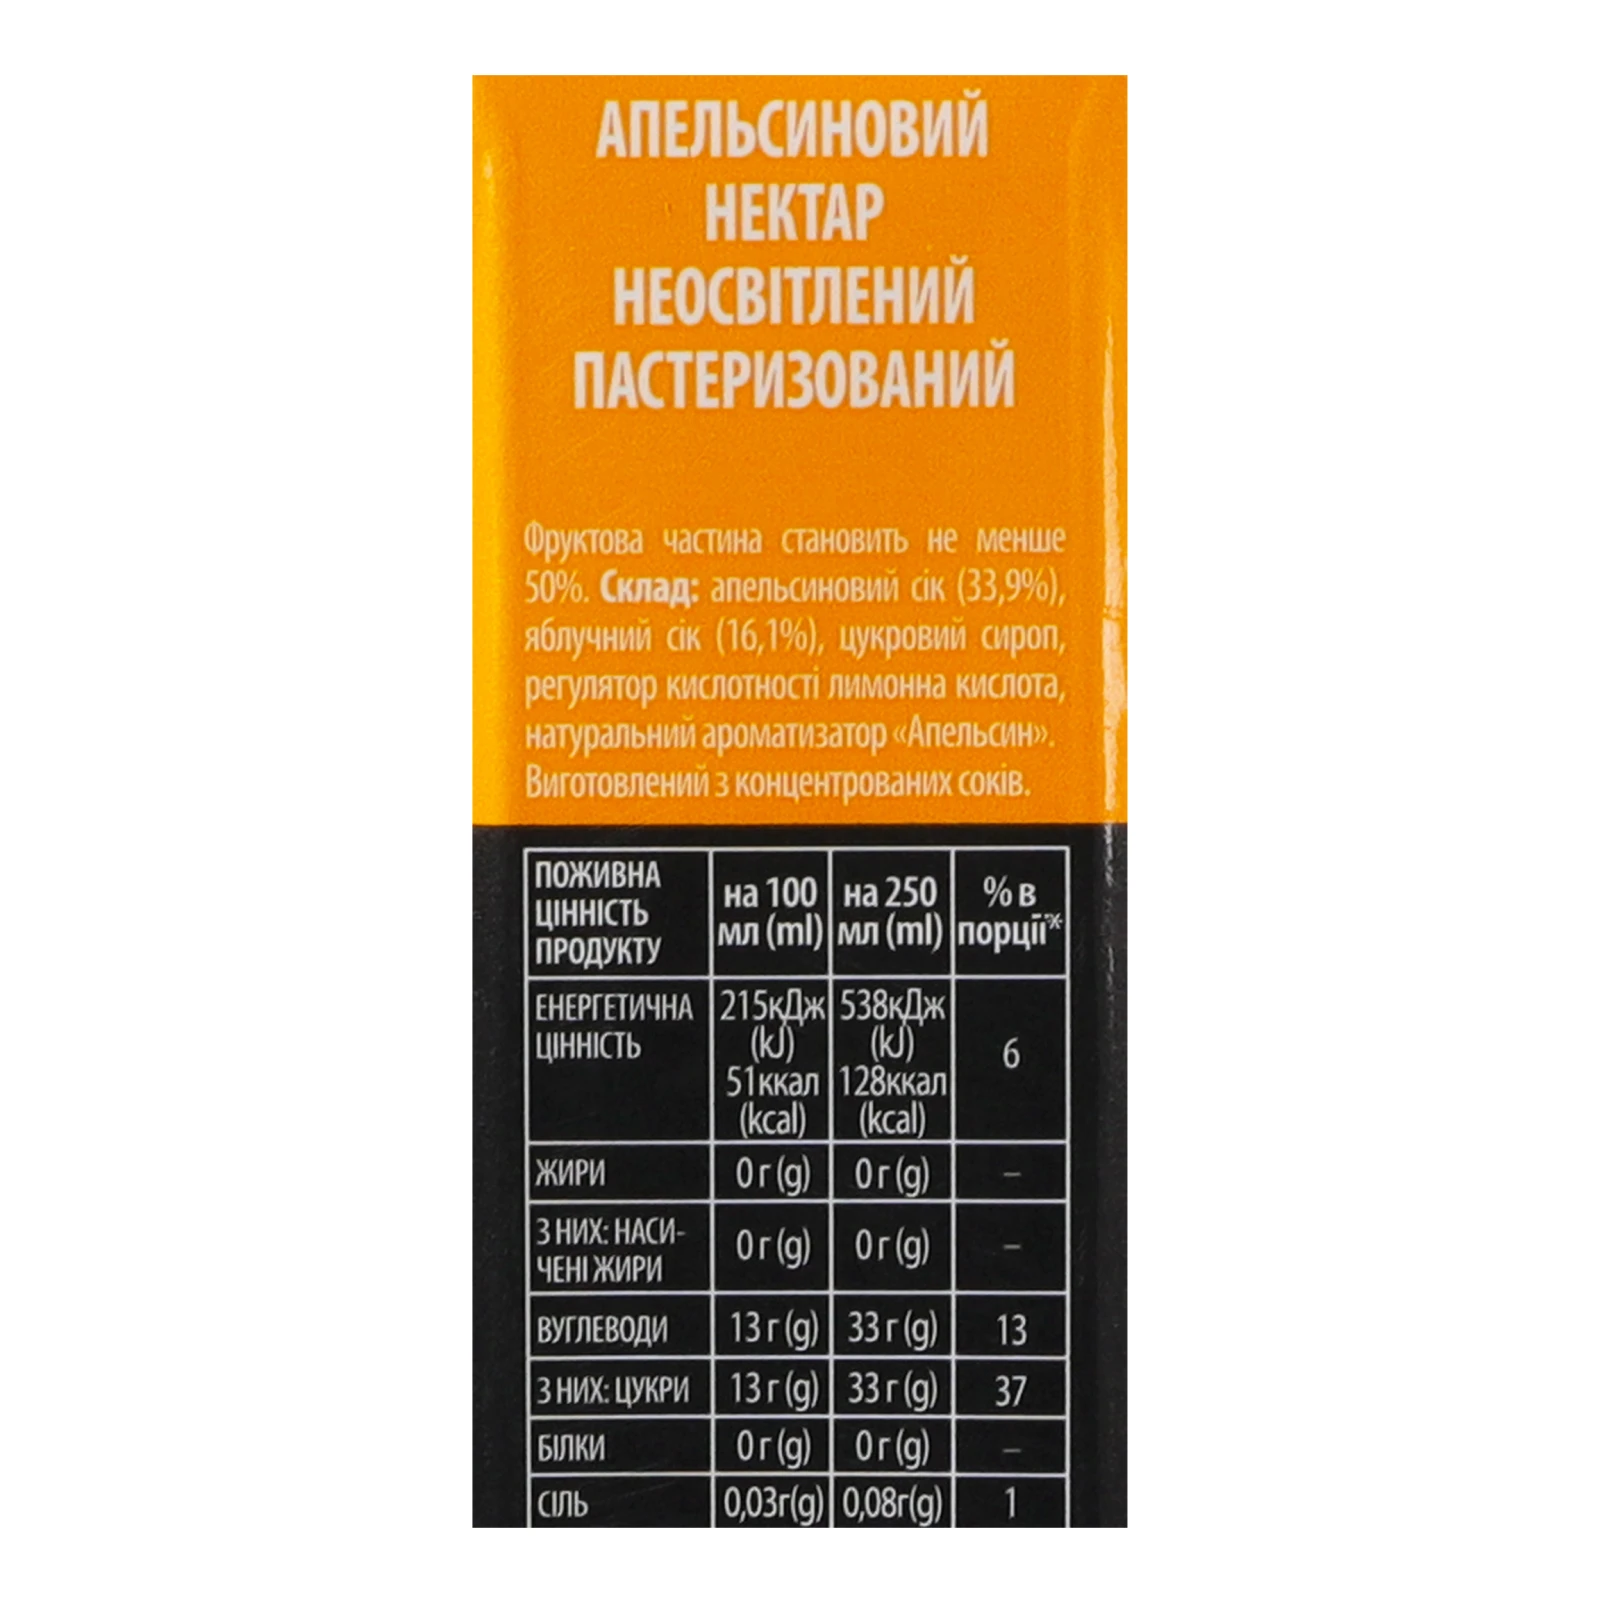 АПЕЛЬСИНОВИЙ
НЕКТАР
НЕОСВІТЛЕНИЙ
ПАСТЕРИЗОВАНИЙ
Фруктова частина становить не менше
50%. Склад: апельсиновий сік (33,9%),
яблучний сік (16,1%), цукровий сироп,
регулятор кислотності лимонна кислота,
натуральний ароматизатор «Апельсин».
Виготовлений з концентрованих соків.
ПОЖИВНА ЦІННІСТЬ ПРОДУКТУ на 100 мл (ml) на 250 мл (ml) % в порції*
ЕНЕРГЕТИЧНА ЦІННІСТЬ 215кДж (kJ) 51ккал (kcal) 538кДж (kJ) 128ккал (kcal) 6
ЖИРИ 0 г (g) 0 г (g) –
З НИХ: НАСИ-ЧЕНІ ЖИРИ 0 г (g) 0 г (g) –
ВУГЛЕВОДИ 13 г (g) 33 г (g) 13
З НИХ: ЦУКРИ 13 г (g) 33 г (g) 37
БІЛКИ 0 г (g) 0 г (g) –
СІЛЬ 0,03г(g) 0,08г(g) 1